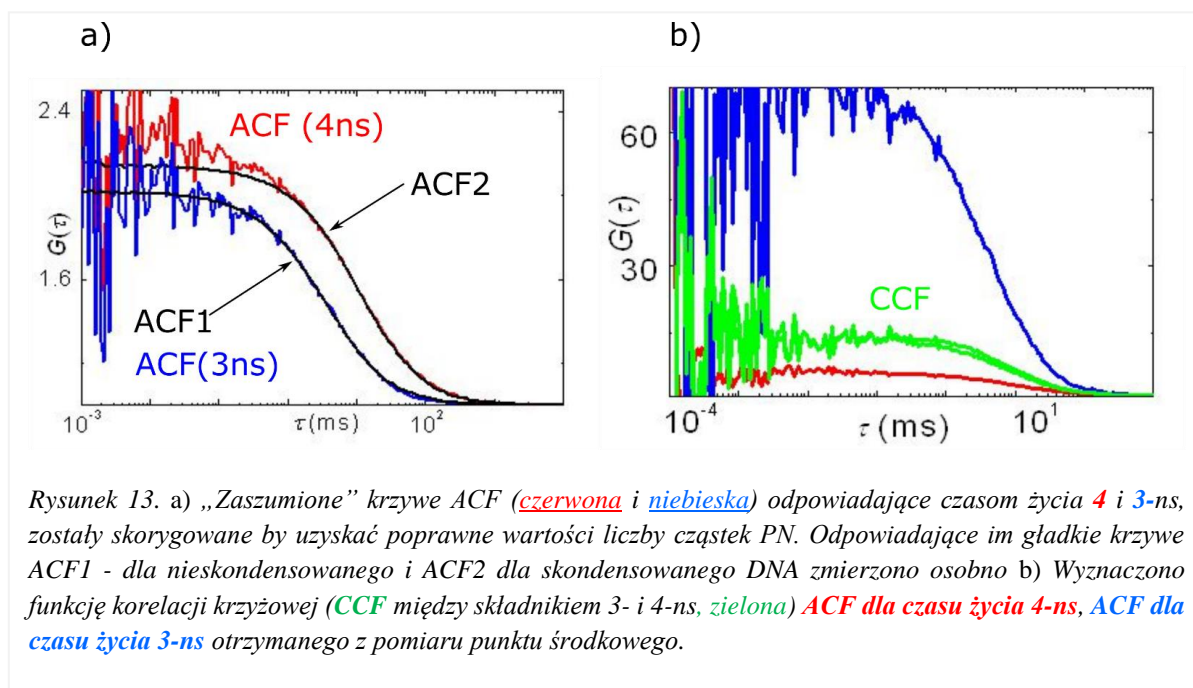 a)
b)
2.4
1.6
G(τ)
ACF (4ns)
ACF2
ACF1
ACF(3ns)
10⁻³
τ(ms)
10²
60
30
G(τ)
CCF
10⁻⁴
τ (ms)
10¹
Rysunek 13. a) „Zaszumione” krzywe ACF (czerwona i niebieska) odpowiadające czasom życia 4 i 3-ns,
zostały skorygowane by uzyskać poprawne wartości liczby cząstek PN. Odpowiadające im gładkie krzywe
ACF1 - dla nieskondensowanego i ACF2 dla skondensowanego DNA zmierzono osobno b) Wyznaczono
funkcję korelacji krzyżowej (CCF między składnikiem 3- i 4-ns, zielona) ACF dla czasu życia 4-ns, ACF dla
czasu życia 3-ns otrzymanego z pomiaru punktu środkowego.